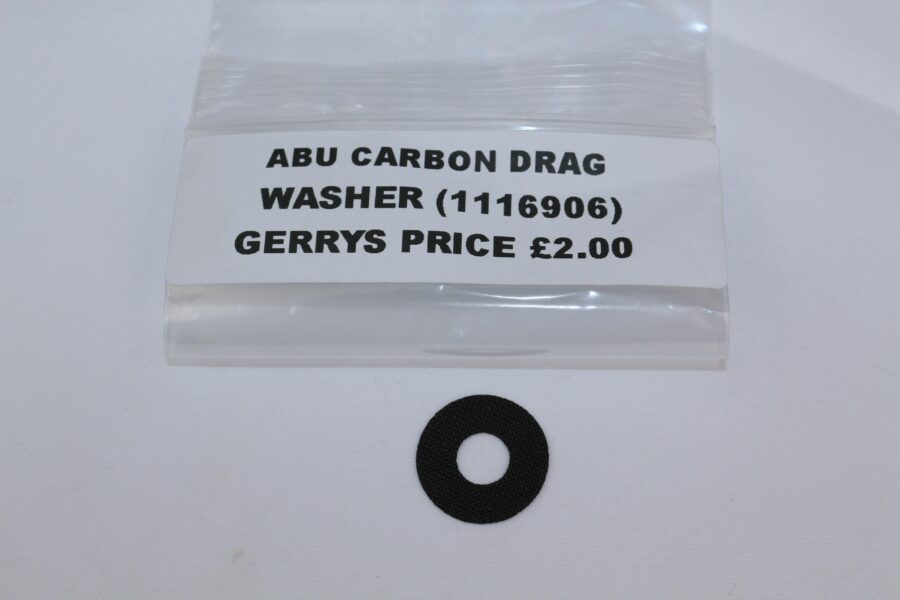 ABU CARBON DRAG
WASHER (1116906)
GERRYS PRICE £2.00